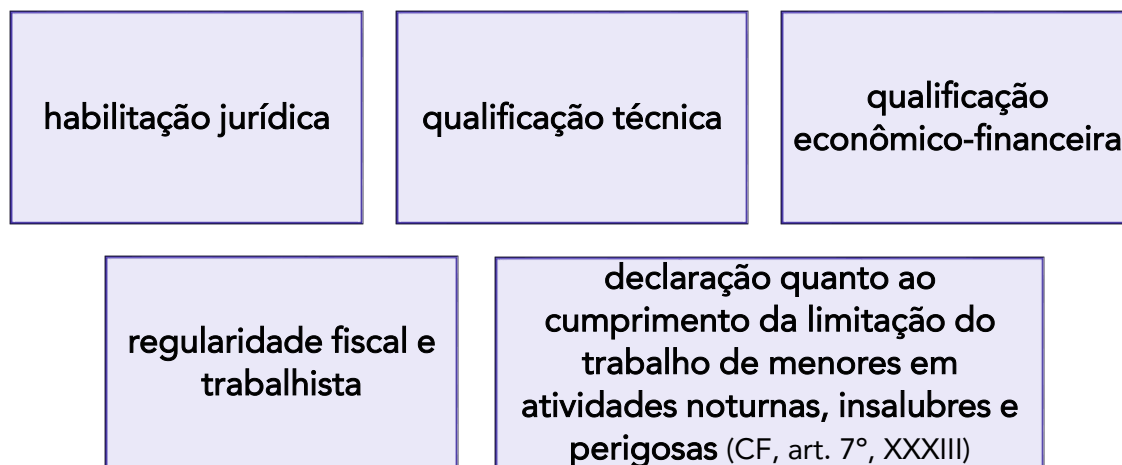 habilitação jurídica
qualificação técnica
qualificação
econômico-financeira
regularidade fiscal e
trabalhista
declaração quanto ao
cumprimento da limitação do
trabalho de menores em
atividades noturnas, insalubres e
perigosas (CF, art. 7º, XXXIII)